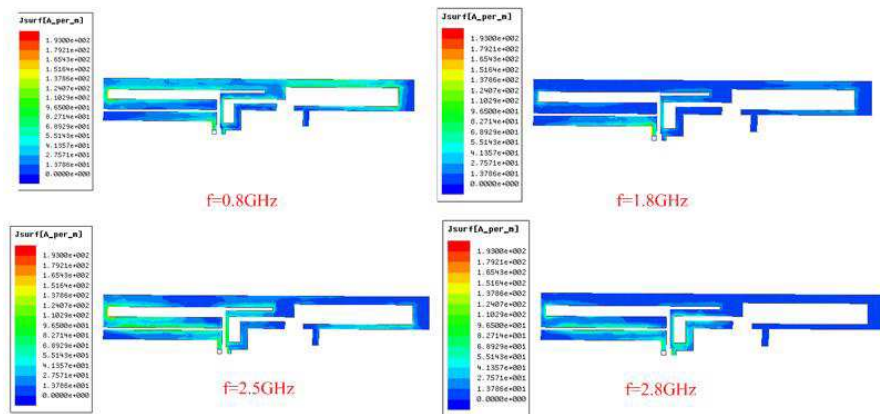 Jsurf[A_per_m]
1.9300e+002
1.7921e+002
1.6543e+002
1.5164e+002
1.3786e+002
1.2407e+002
1.1029e+002
9.6500e+001
8.2714e+001
6.8929e+001
5.5143e+001
4.1357e+001
2.7571e+001
1.3786e+001
0.0000e+000
f=0.8GHz
Jsurf[A_per_m]
1.9300e+002
1.7921e+002
1.6543e+002
1.5164e+002
1.3786e+002
1.2407e+002
1.1029e+002
9.6500e+001
8.2714e+001
6.8929e+001
5.5143e+001
4.1357e+001
2.7571e+001
1.3786e+001
0.0000e+000
f=1.8GHz
Jsurf[A_per_m]
1.9300e+002
1.7921e+002
1.6543e+002
1.5164e+002
1.3786e+002
1.2407e+002
1.1029e+002
9.6500e+001
8.2714e+001
6.8929e+001
5.5143e+001
4.1357e+001
2.7571e+001
1.3786e+001
0.0000e+000
f=2.5GHz
Jsurf[A_per_m]
1.9300e+002
1.7921e+002
1.6543e+002
1.5164e+002
1.3786e+002
1.2407e+002
1.1029e+002
9.6500e+001
8.2714e+001
6.8929e+001
5.5143e+001
4.1357e+001
2.7571e+001
1.3786e+001
0.0000e+000
f=2.8GHz